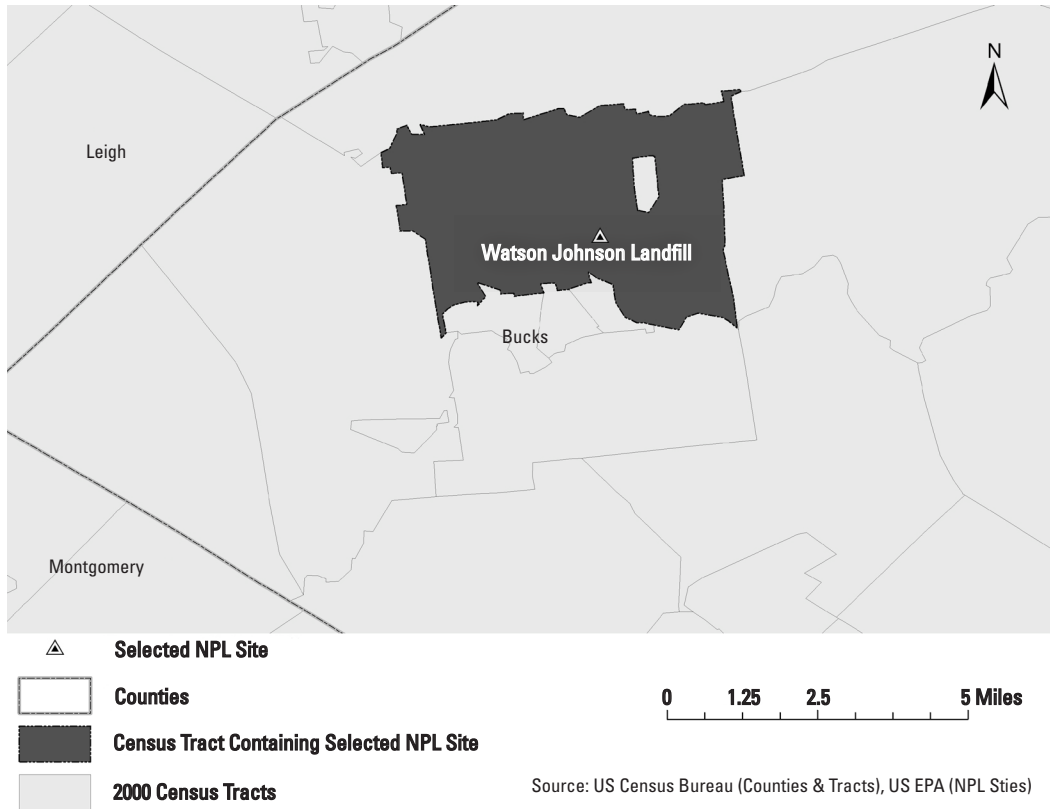 N
Leigh
Watson Johnson Landfill
Bucks
Montgomery
Selected NPL Site
Counties
0 1.25 2.5 5 Miles
Census Tract Containing Selected NPL Site
2000 Census Tracts
Source: US Census Bureau (Counties & Tracts), US EPA (NPL Sties)